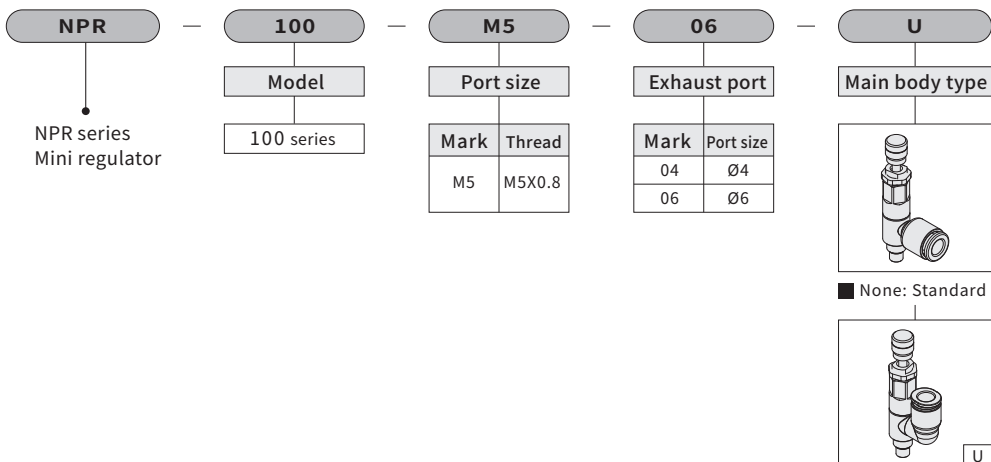 NPR — 100 — M5 — 06 — U
Model
Port size
Exhaust port
Main body type
NPR series
Mini regulator
100 series
Mark Thread
M5 M5X0.8
Mark Port size
04 Ø4
06 Ø6
None: Standard
U